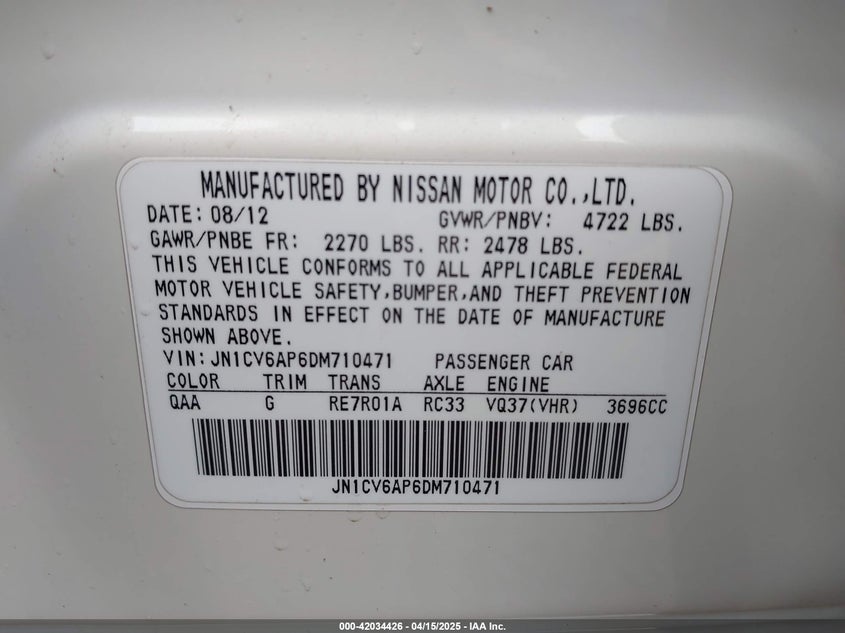 MANUFACTURED BY NISSAN MOTOR CO.,LTD.
DATE: 08/12 GVWR/PNBV: 4722 LBS.
GAWR/PNBE FR: 2270 LBS. RR: 2478 LBS.
THIS VEHICLE CONFORMS TO ALL APPLICABLE FEDERAL
MOTOR VEHICLE SAFETY,BUMPER,AND THEFT PREVENTION
STANDARDS IN EFFECT ON THE DATE OF MANUFACTURE
SHOWN ABOVE.
VIN:JN1CV6AP6DM710471 PASSENGER CAR
COLOR TRIM TRANS AXLE ENGINE
QAA G RE7R01A RC33 VQ37(VHR) 3696CC
JN1CV6AP6DM710471
000-42034426 - 04/15/2025 - IAA Inc.